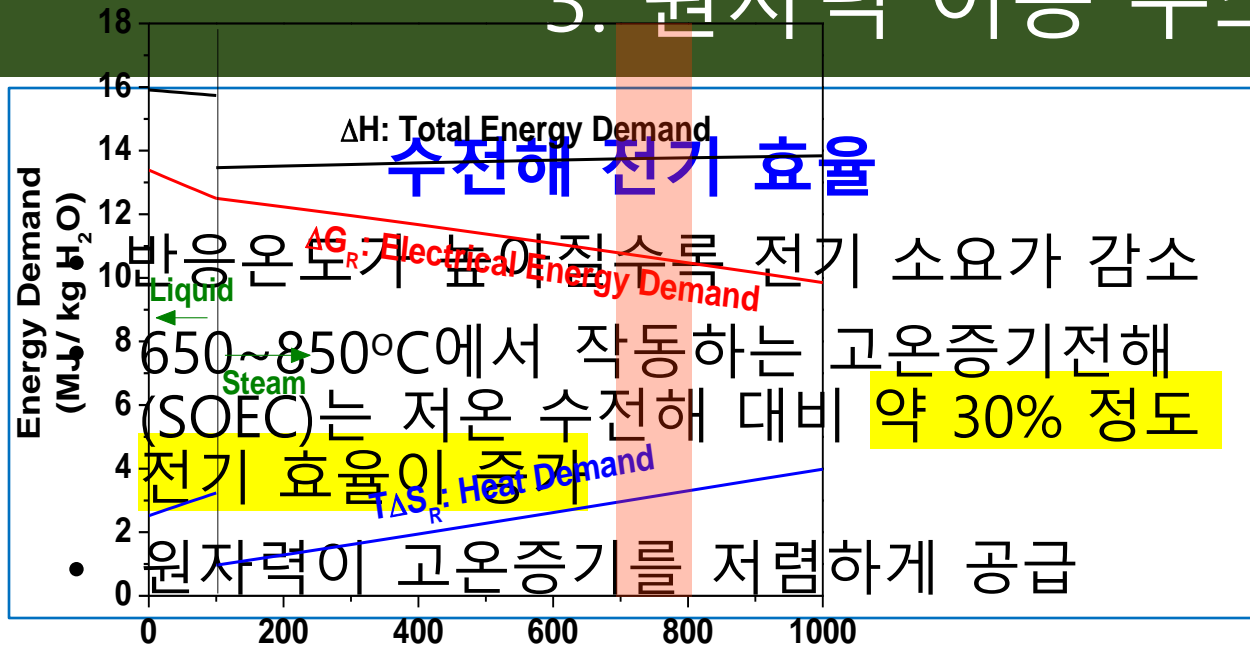 3. 원자력 이용 수소
수전해 전기 효율
• 반응온도가 높아질수록 전기 소요가 감소
• 650~850ºC에서 작동하는 고온증기전해
(SOEC)는 저온 수전해 대비 약 30% 정도
전기 효율이 증가
• 원자력이 고온증기를 저렴하게 공급
Energy Demand
(MJ / kg H₂O)
18
16
14
12
10
8
6
4
2
0
0 200 400 600 800 1000
ΔH: Total Energy Demand
ΔG_R: Electrical Energy Demand
Liquid
Steam
TΔS_R: Heat Demand